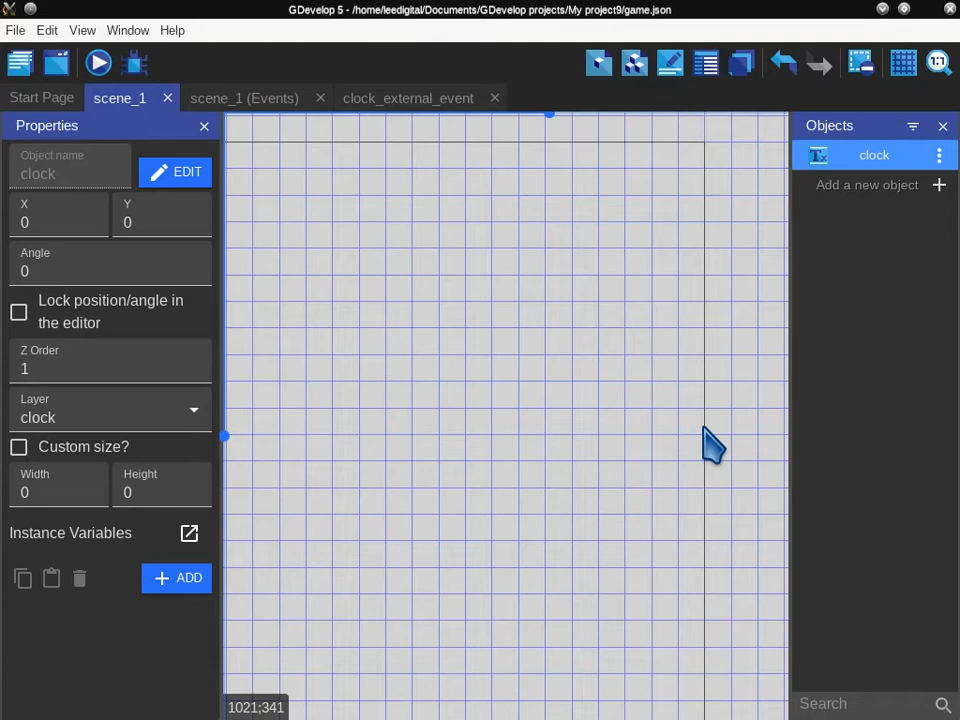 GDevelop 5 - /home/leedigital/Documents/GDevelop projects/My project9/game.json
File Edit View Window Help
1:1
Start Page scene_1 scene_1 (Events) clock_external_event
Properties
Object name
clock
EDIT
X Y
0 0
Angle
0
Lock position/angle in
the editor
Z Order
1
Layer
clock
Custom size?
Width Height
0 0
Instance Variables
ADD
1021;341
Objects
Tx clock
Add a new object
Search